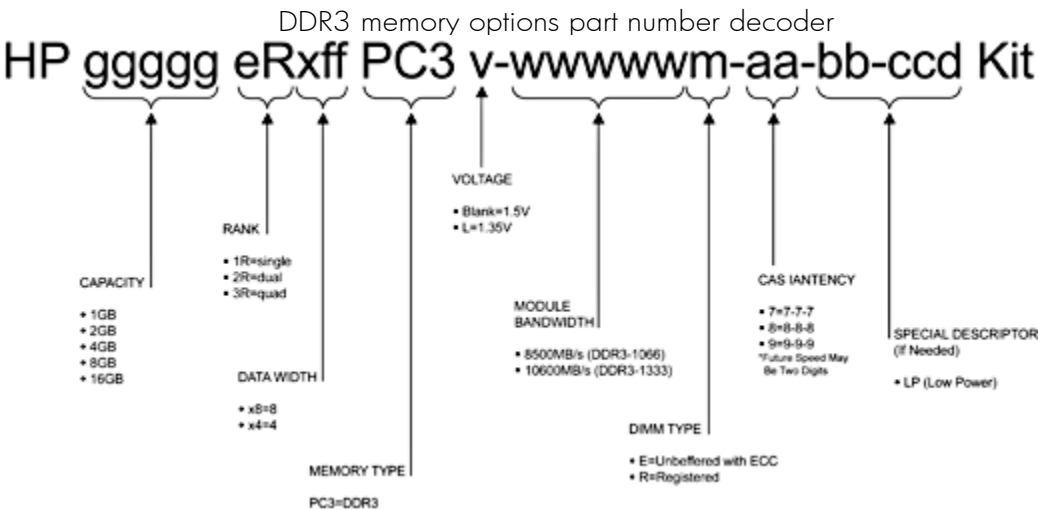 DDR3 memory options part number decoder
HP ggggg eRxff PC3 v-wwwwwm-aa-bb-ccd Kit
VOLTAGE
▪ Blank=1.5V
▪ L=1.35V
RANK
▪ 1R=single
▪ 2R=dual
▪ 3R=quad
CAPACITY
+ 1GB
+ 2GB
+ 4GB
+ 8GB
+ 16GB
CAS IANTENCY
▪ 7=7-7-7
▪ 8=8-8-8
▪ 9=9-9-9
*Future Speed May
Be Two Digits
MODULE
BANDWIDTH
• 8500MB/s (DDR3-1066)
• 10600MB/s (DDR3-1333)
SPECIAL DESCRIPTOR
(If Needed)
• LP (Low Power)
DATA WIDTH
• x8=8
• x4=4
DIMM TYPE
• E=Unbeffered with ECC
• R=Registered
MEMORY TYPE
PC3=DDR3